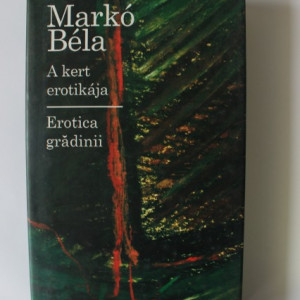 Markó
Béla
A kert
erotikája
Erotica
grădinii